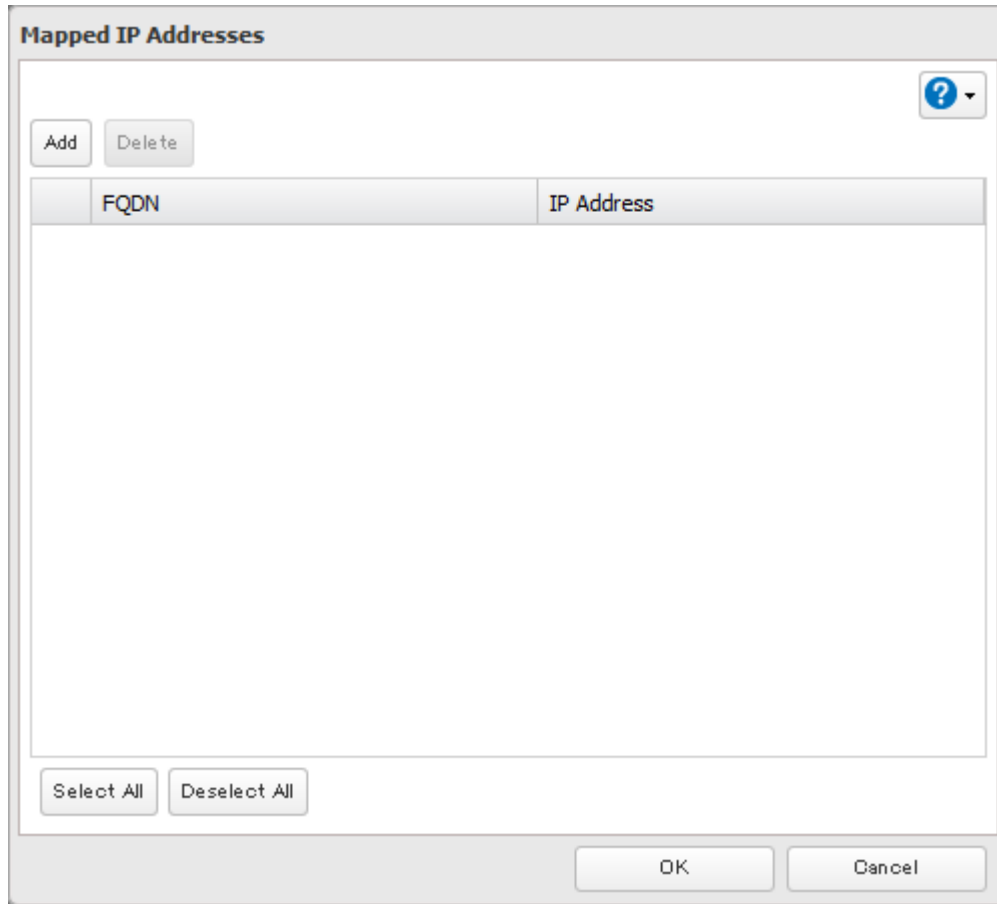 Mapped IP Addresses
?
Add Delete
FQDN IP Address
Select All Deselect All
OK Cancel